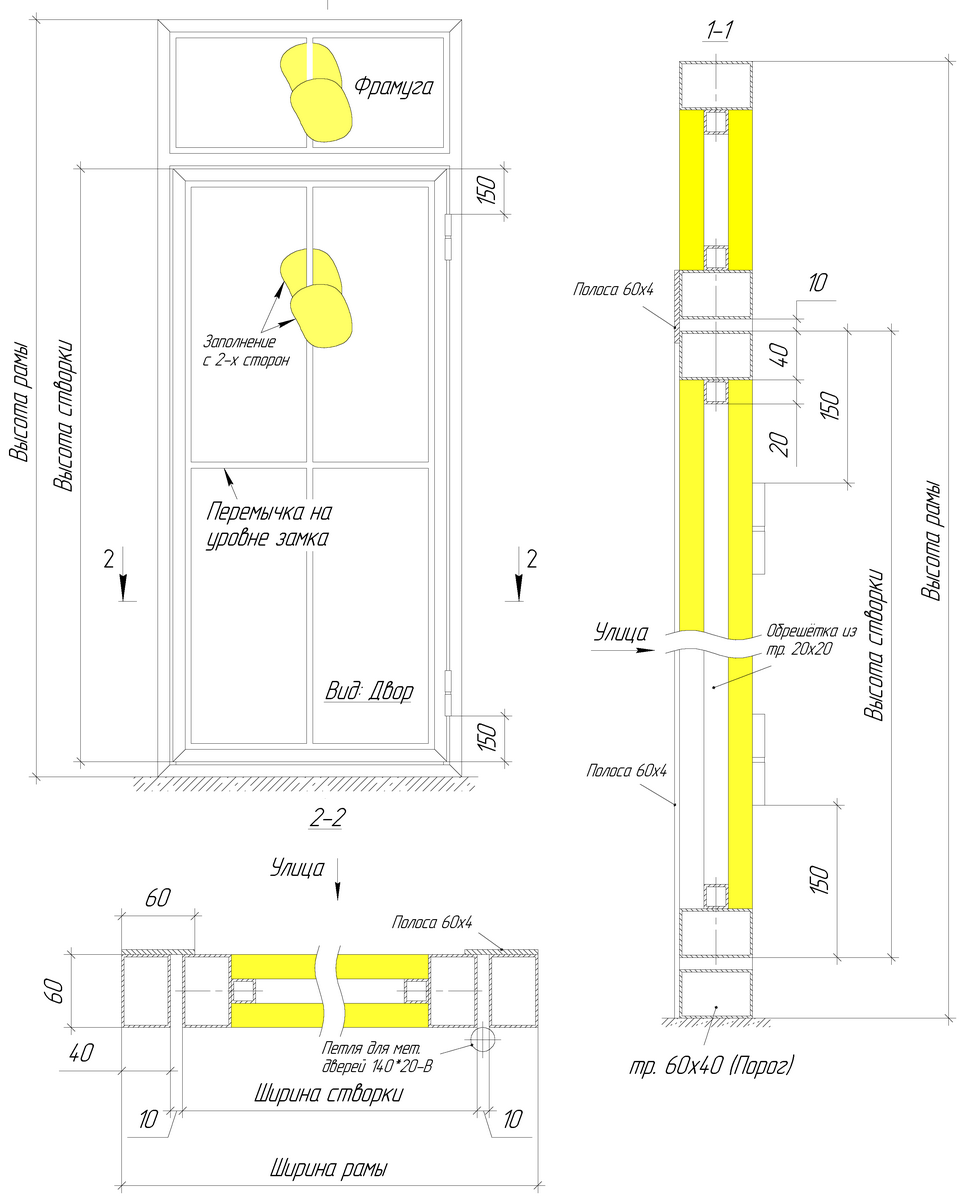 Фрамуга
150
Высота рамы
Высота створки
Заполнение
с 2-х сторон
Перемычка на
уровне замка
2
2
Вид: Двор
150
1-1
Полоса 60х4
10
40
20
150
Улица
Обрешётка из
тр. 20х20
Высота створки
Высота рамы
Полоса 60х4
150
тр. 60х40 (Порог)
2-2
Улица
60
Полоса 60х4
60
40
Петля для мет.
дверей 140*20-В
Ширина створки
10
10
Ширина рамы